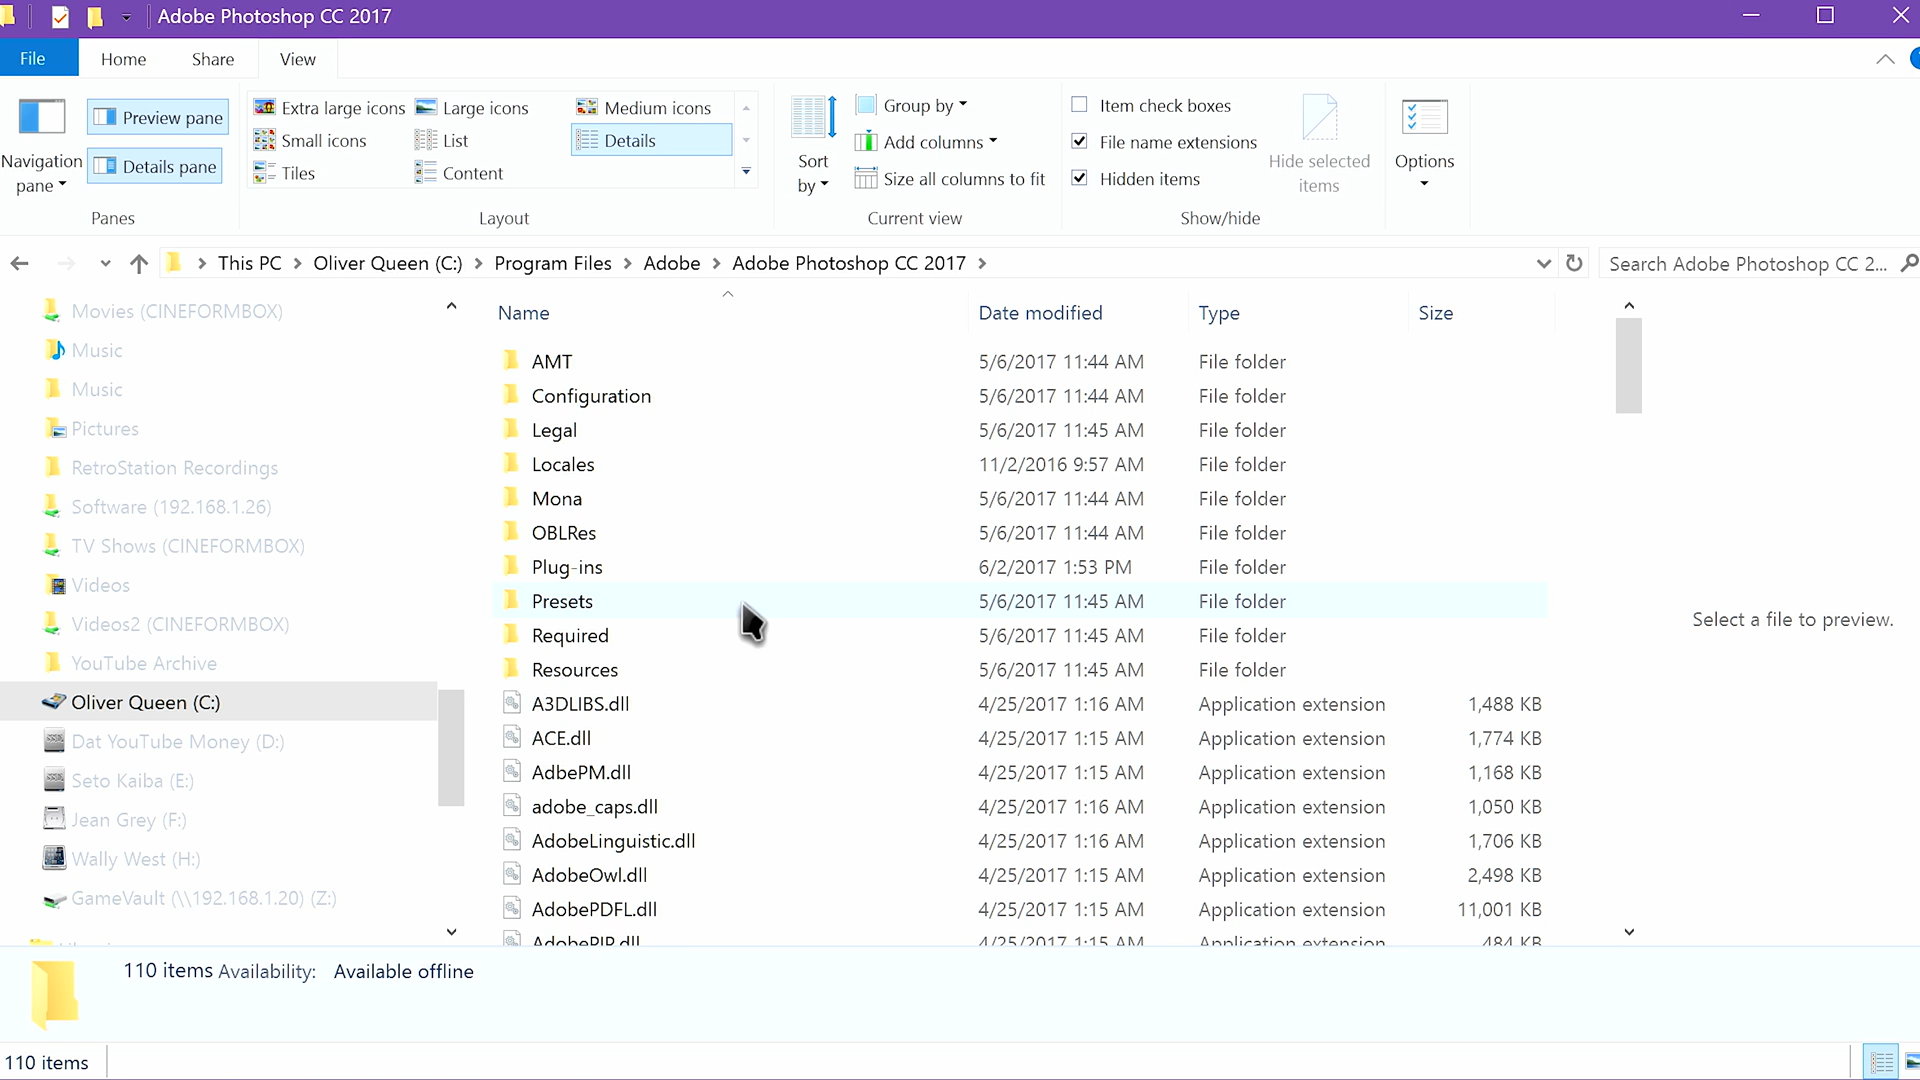 Adobe Photoshop CC 2017
File Home Share View
Navigation pane
Preview pane
Details pane
Panes
Extra large icons Large icons Medium icons
Small icons List Details
Tiles Content
Layout
Sort by
Group by
Add columns
Size all columns to fit
Current view
Item check boxes
File name extensions
Hidden items
Hide selected items
Show/hide
Options
This PC Oliver Queen (C:) Program Files Adobe Adobe Photoshop CC 2017
Search Adobe Photoshop CC 2...
Movies (CINEFORMBOX)
Music
Music
Pictures
RetroStation Recordings
Software (192.168.1.26)
TV Shows (CINEFORMBOX)
Videos
Videos2 (CINEFORMBOX)
YouTube Archive
Oliver Queen (C:)
Dat YouTube Money (D:)
Seto Kaiba (E:)
Jean Grey (F:)
Wally West (H:)
GameVault (\\192.168.1.20) (Z:)
Name Date modified Type Size
AMT 5/6/2017 11:44 AM File folder
Configuration 5/6/2017 11:44 AM File folder
Legal 5/6/2017 11:45 AM File folder
Locales 11/2/2016 9:57 AM File folder
Mona 5/6/2017 11:44 AM File folder
OBLRes 5/6/2017 11:44 AM File folder
Plug-ins 6/2/2017 1:53 PM File folder
Presets 5/6/2017 11:45 AM File folder
Required 5/6/2017 11:45 AM File folder
Resources 5/6/2017 11:45 AM File folder
A3DLIBS.dll 4/25/2017 1:16 AM Application extension 1,488 KB
ACE.dll 4/25/2017 1:15 AM Application extension 1,774 KB
AdbePM.dll 4/25/2017 1:15 AM Application extension 1,168 KB
adobe_caps.dll 4/25/2017 1:16 AM Application extension 1,050 KB
AdobeLinguistic.dll 4/25/2017 1:16 AM Application extension 1,706 KB
AdobeOwl.dll 4/25/2017 1:15 AM Application extension 2,498 KB
AdobePDFL.dll 4/25/2017 1:15 AM Application extension 11,001 KB
AdobePIP.dll 4/25/2017 1:15 AM Application extension 484 KB
Select a file to preview.
110 items Availability: Available offline
110 items